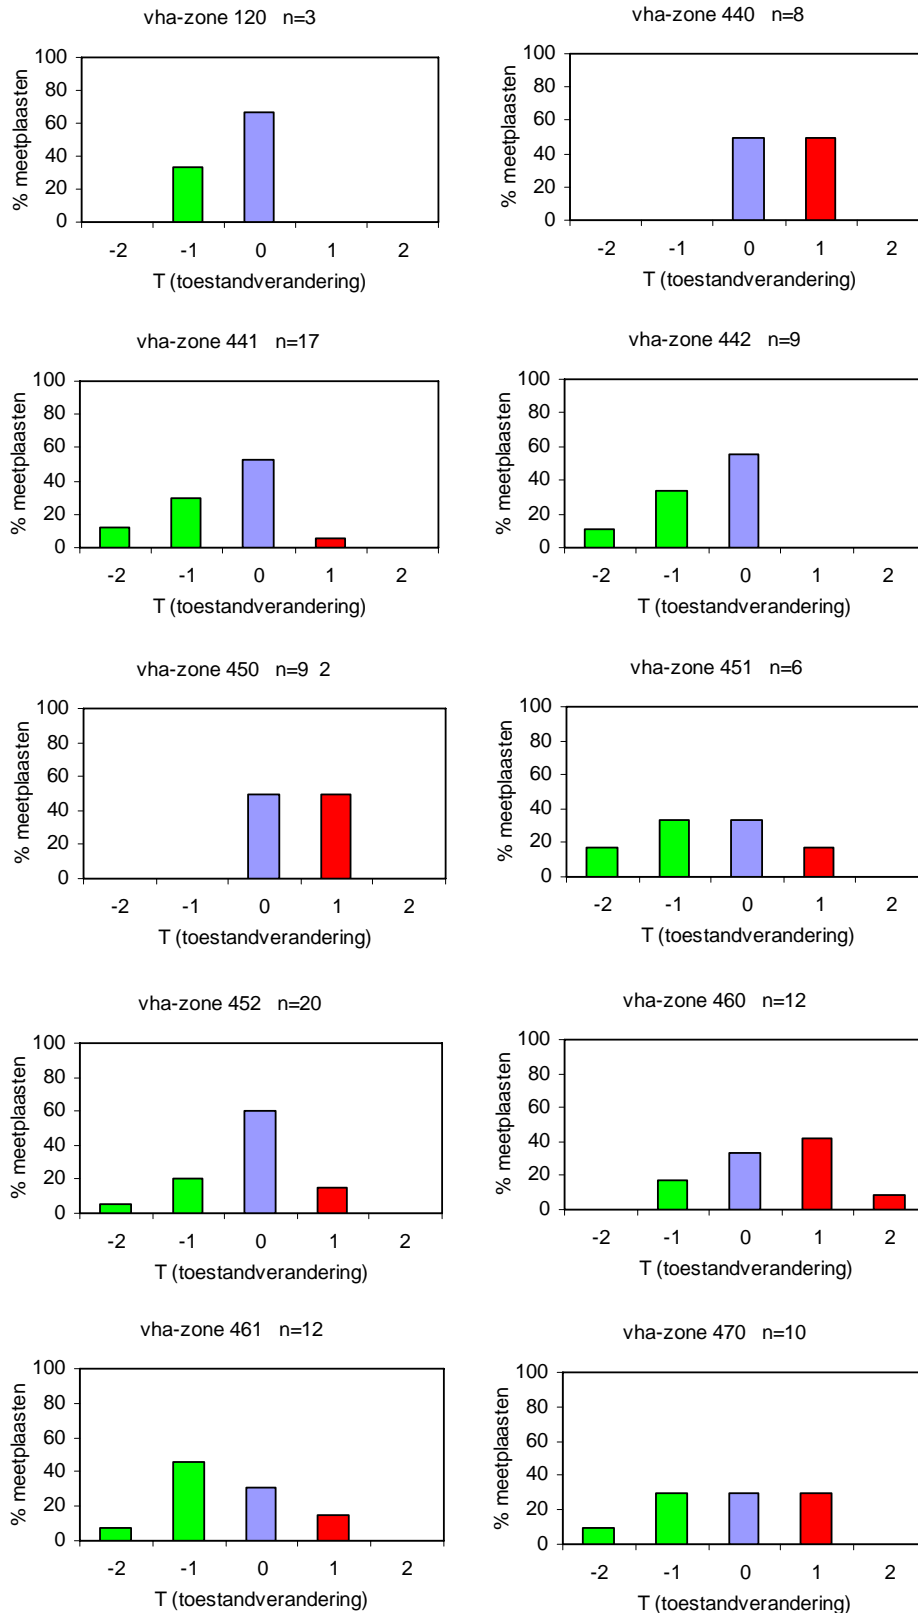 vha-zone 120 n=3
% meetplaasten
100
80
60
40
20
0
-2 -1 0 1 2
T (toestandverandering)
vha-zone 440 n=8
% meetplaasten
100
80
60
40
20
0
-2 -1 0 1 2
T (toestandverandering)
vha-zone 441 n=17
% meetplaasten
100
80
60
40
20
0
-2 -1 0 1 2
T (toestandverandering)
vha-zone 442 n=9
% meetplaasten
100
80
60
40
20
0
-2 -1 0 1 2
T (toestandverandering)
vha-zone 450 n=9 2
% meetplaasten
100
80
60
40
20
0
-2 -1 0 1 2
T (toestandverandering)
vha-zone 451 n=6
% meetplaasten
100
80
60
40
20
0
-2 -1 0 1 2
T (toestandverandering)
vha-zone 452 n=20
% meetplaasten
100
80
60
40
20
0
-2 -1 0 1 2
T (toestandverandering)
vha-zone 460 n=12
% meetplaasten
100
80
60
40
20
0
-2 -1 0 1 2
T (toestandverandering)
vha-zone 461 n=12
% meetplaasten
100
80
60
40
20
0
-2 -1 0 1 2
T (toestandverandering)
vha-zone 470 n=10
% meetplaasten
100
80
60
40
20
0
-2 -1 0 1 2
T (toestandverandering)